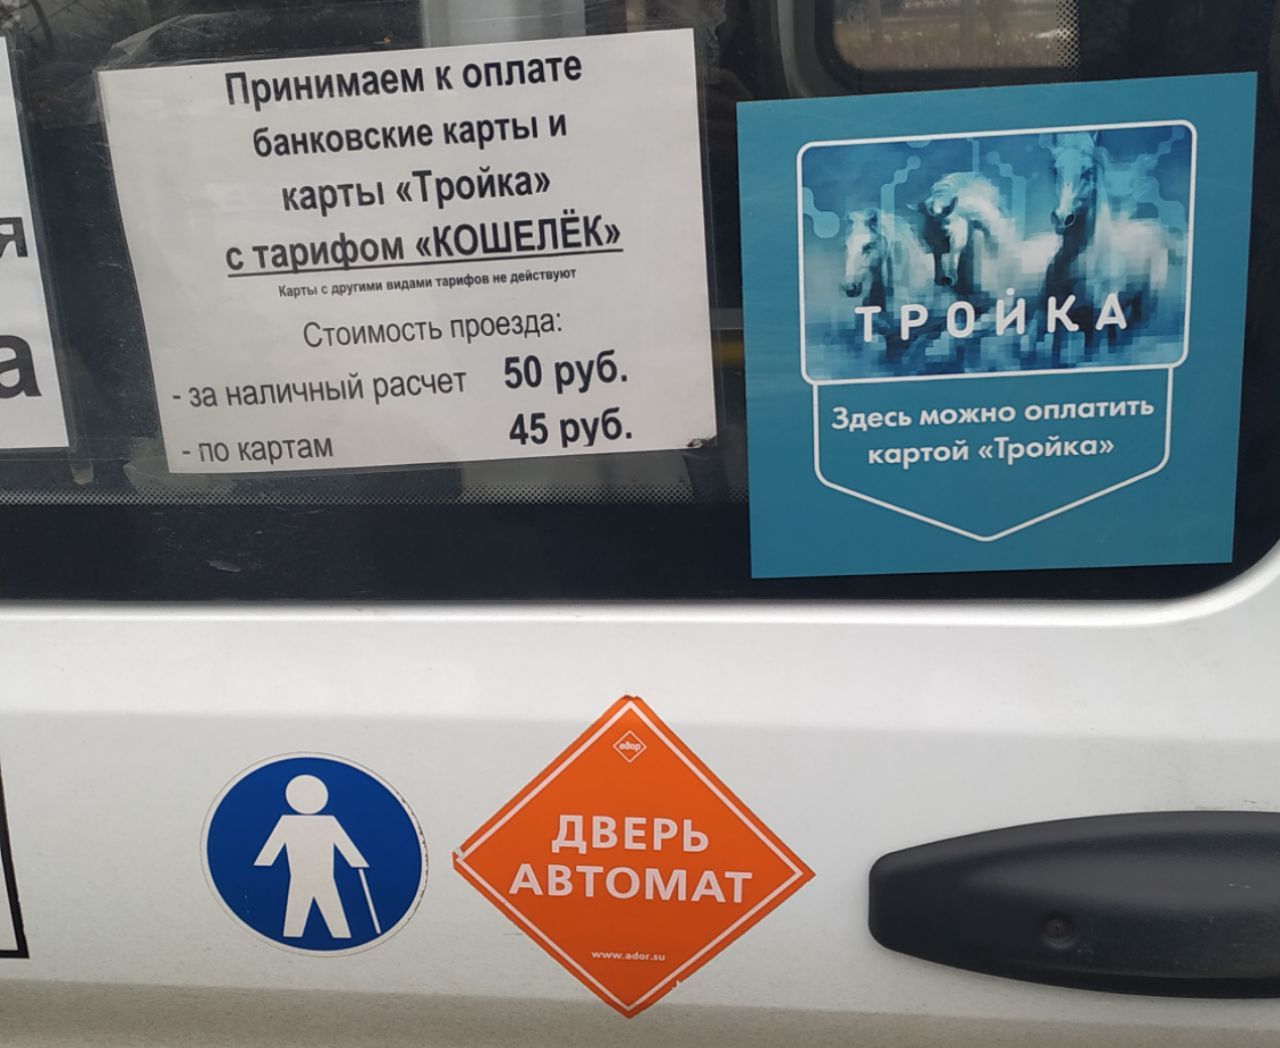 я
а
Принимаем к оплате
банковские карты и
карты «Тройка»
с тарифом «КОШЕЛЁК»
Карты с другими видами тарифов не действуют
Стоимость проезда:
- за наличный расчет 50 руб.
- по картам 45 руб.
ТРОЙКА
Здесь можно оплатить
картой «Тройка»
адор
ДВЕРЬ
АВТОМАТ
www.ador.su